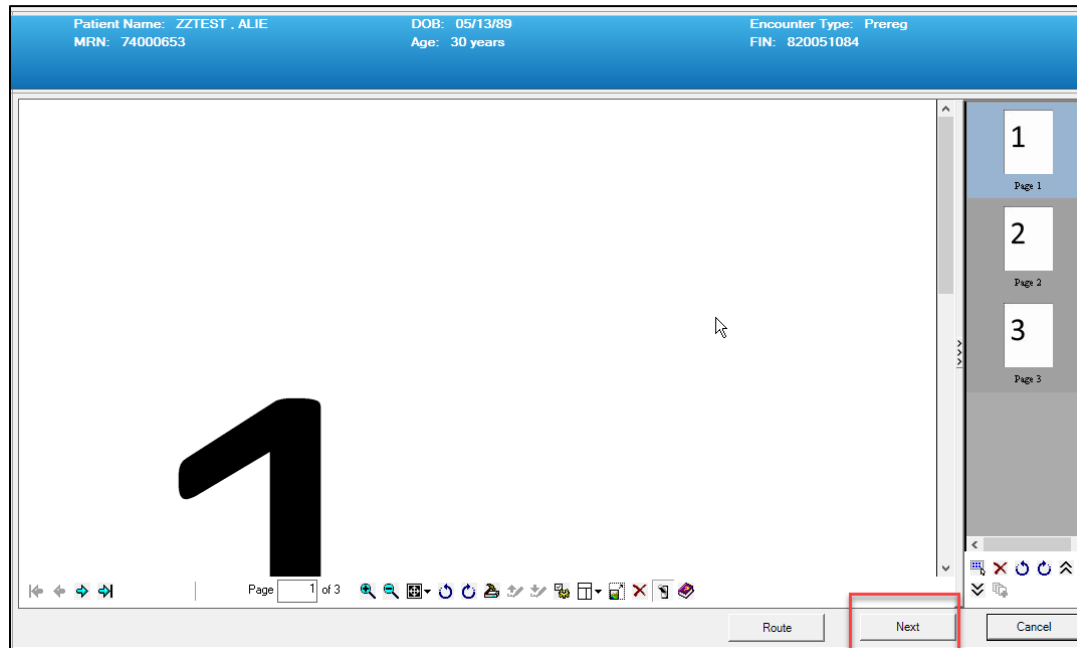 Patient Name: ZZTEST , ALIE DOB: 05/13/89 Encounter Type: Prereg
MRN: 74000653 Age: 30 years FIN: 820051084
1
Page 1
2
Page 2
3
Page 3
1
Page 1 of 3
Route Next Cancel